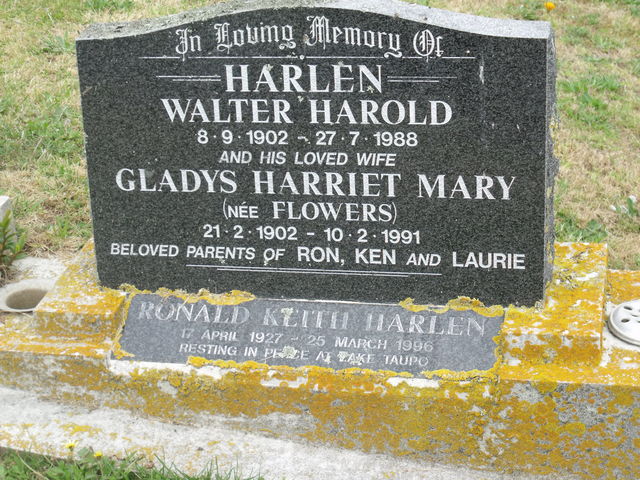 In Loving Memory Of
HARLEN
WALTER HAROLD
8·9·1902 - 27·7·1988
AND HIS LOVED WIFE
GLADYS HARRIET MARY
(NÉE FLOWERS)
21·2·1902 - 10·2·1991
BELOVED PARENTS OF RON, KEN AND LAURIE
RONALD KEITH HARLEN
17 APRIL 1927 - 25 MARCH 1996
RESTING IN PEACE AT LAKE TAUPO